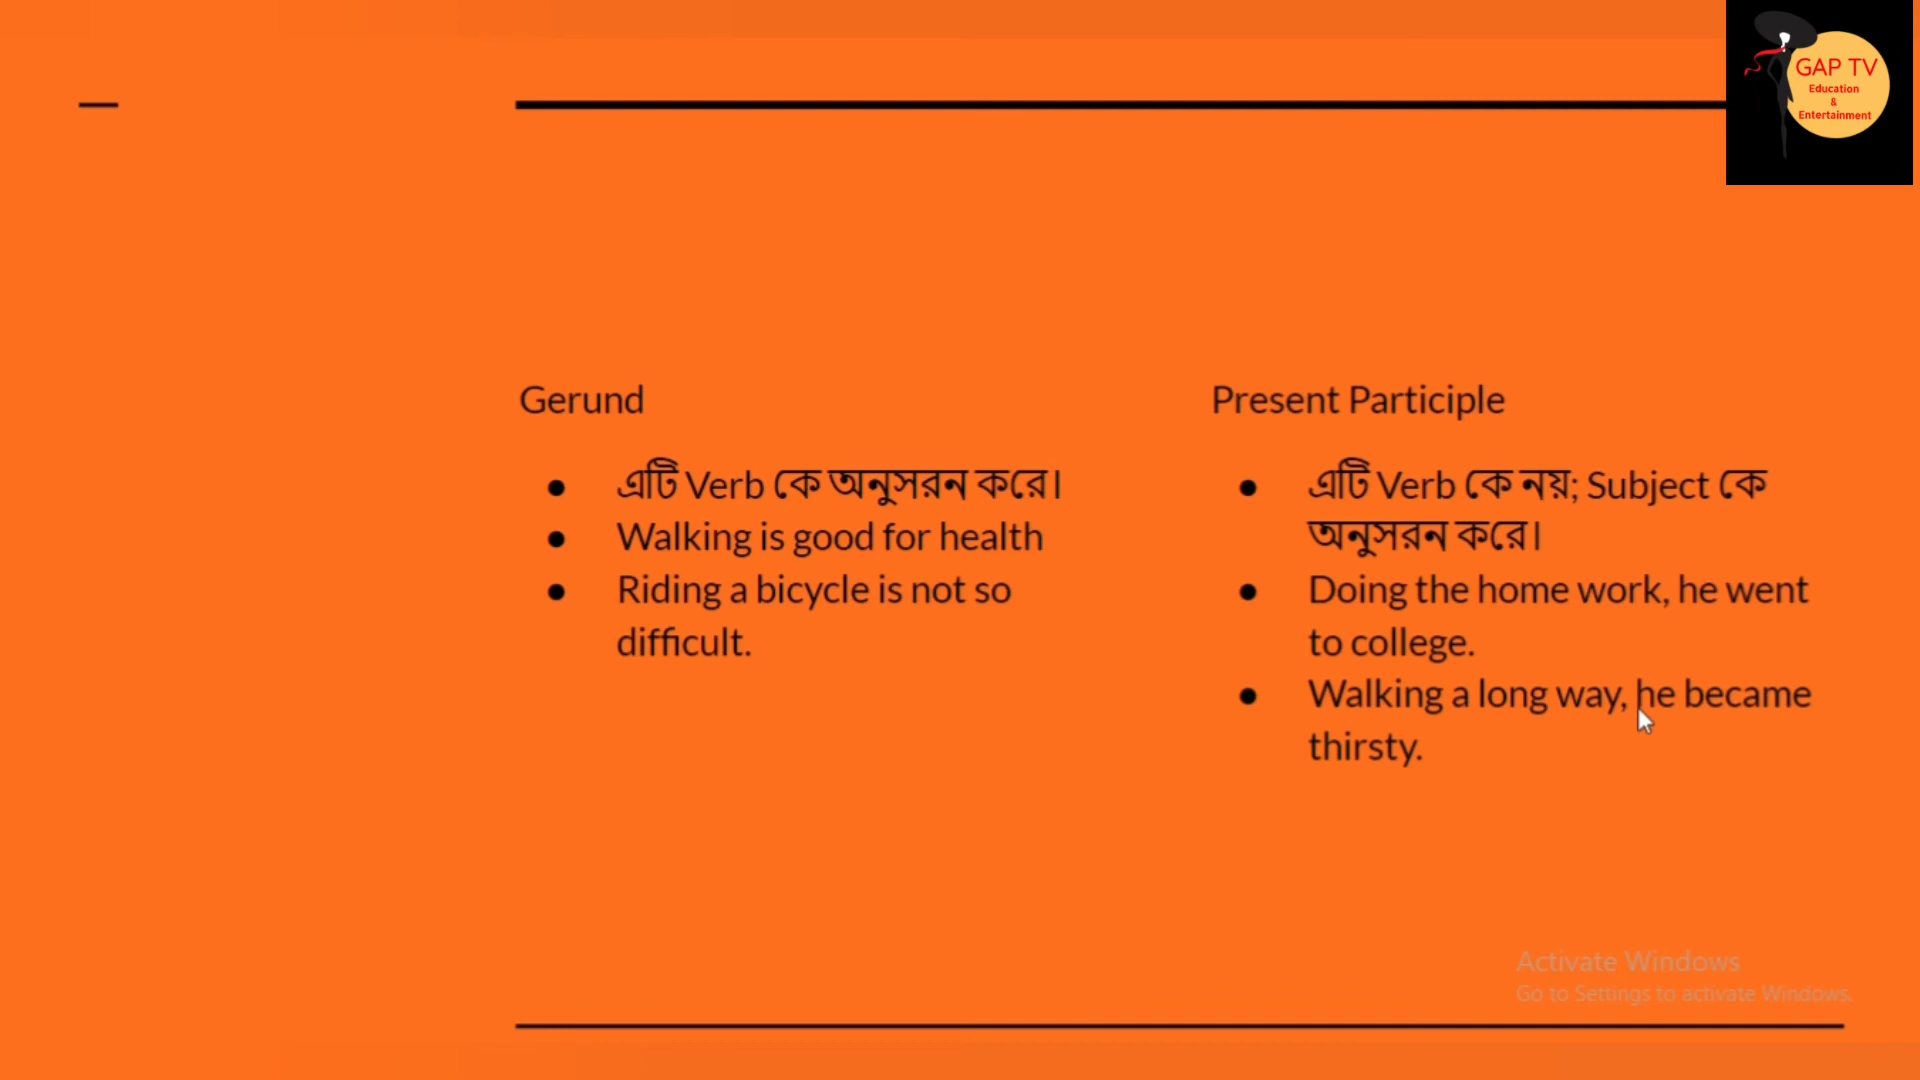 GAP TV
Education
&
Entertainment
Gerund
● এটি Verb কে অনুসরন করে।
● Walking is good for health
● Riding a bicycle is not so
difficult.
Present Participle
● এটি Verb কে নয়; Subject কে
অনুসরন করে।
● Doing the home work, he went
to college.
● Walking a long way, he became
thirsty.
Activate Windows
Go to Settings to activate Windows.